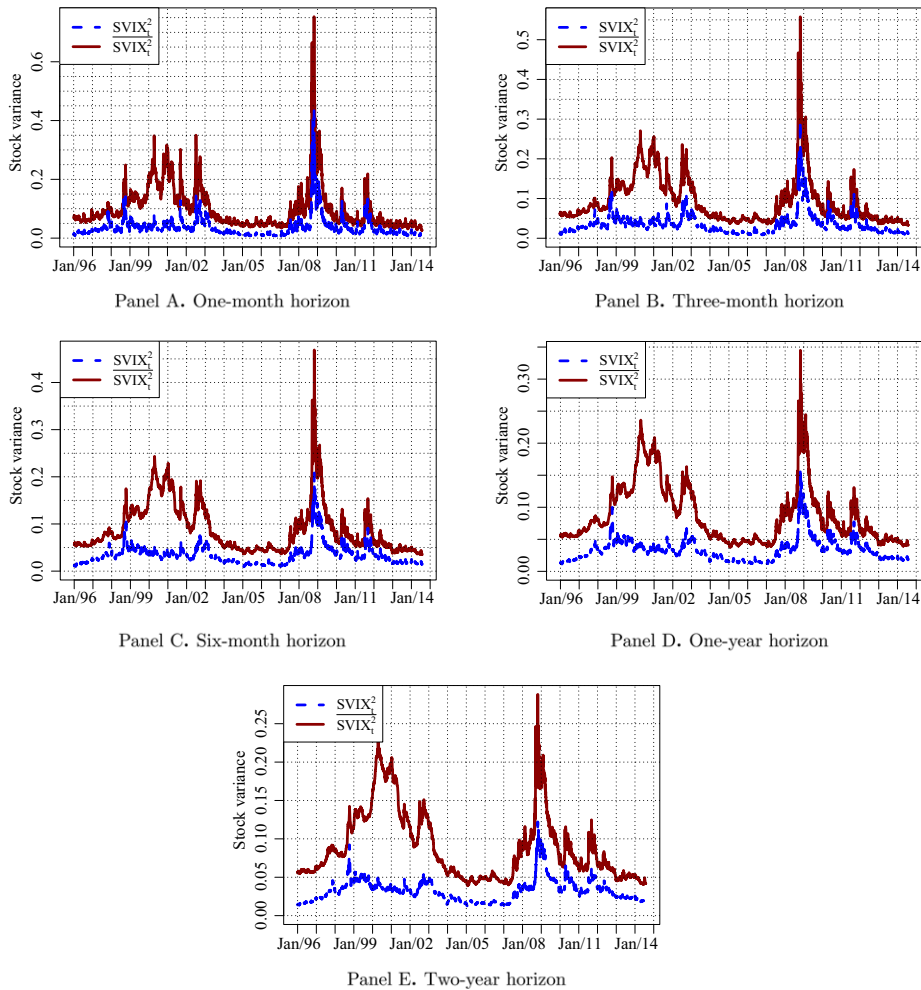 SVIX²ₜ
S̅V̅I̅X̅²ₜ
Stock variance
0.0 0.2 0.4 0.6
Jan/96 Jan/99 Jan/02 Jan/05 Jan/08 Jan/11 Jan/14
Panel A. One-month horizon
SVIX²ₜ
S̅V̅I̅X̅²ₜ
Stock variance
0.0 0.1 0.2 0.3 0.4 0.5
Jan/96 Jan/99 Jan/02 Jan/05 Jan/08 Jan/11 Jan/14
Panel B. Three-month horizon
SVIX²ₜ
S̅V̅I̅X̅²ₜ
Stock variance
0.0 0.1 0.2 0.3 0.4
Jan/96 Jan/99 Jan/02 Jan/05 Jan/08 Jan/11 Jan/14
Panel C. Six-month horizon
SVIX²ₜ
S̅V̅I̅X̅²ₜ
Stock variance
0.00 0.10 0.20 0.30
Jan/96 Jan/99 Jan/02 Jan/05 Jan/08 Jan/11 Jan/14
Panel D. One-year horizon
SVIX²ₜ
S̅V̅I̅X̅²ₜ
Stock variance
0.00 0.05 0.10 0.15 0.20 0.25
Jan/96 Jan/99 Jan/02 Jan/05 Jan/08 Jan/11 Jan/14
Panel E. Two-year horizon